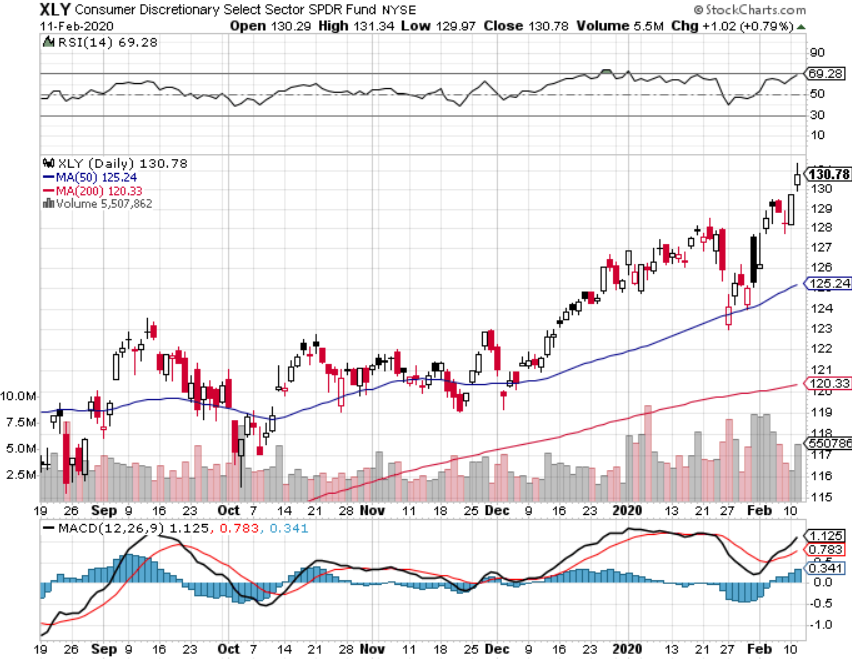 XLY Consumer Discretionary Select Sector SPDR Fund NYSE © StockCharts.com
11-Feb-2020 Open 130.29 High 131.34 Low 129.97 Close 130.78 Volume 5.5M Chg +1.02 (+0.79%)
RSI(14) 69.28
90
69.28
50
30
10
XLY (Daily) 130.78
MA(50) 125.24
MA(200) 120.33
Volume 5,507,862
130.78
130
129
128
127
126
125.24
124
123
122
121
120.33
120
119
118
550786
117
116
115
10.0M
7.5M
5.0M
2.5M
19 26 Sep 9 16 23 Oct 7 14 21 28 Nov 11 18 25 Dec 9 16 23 2020 13 21 27 Feb 10
MACD(12,26,9) 1.125, 0.783, 0.341
1.125
0.783
0.341
0.0
-0.5
-1.0
19 26 Sep 9 16 23 Oct 7 14 21 28 Nov 11 18 25 Dec 9 16 23 2020 13 21 27 Feb 10